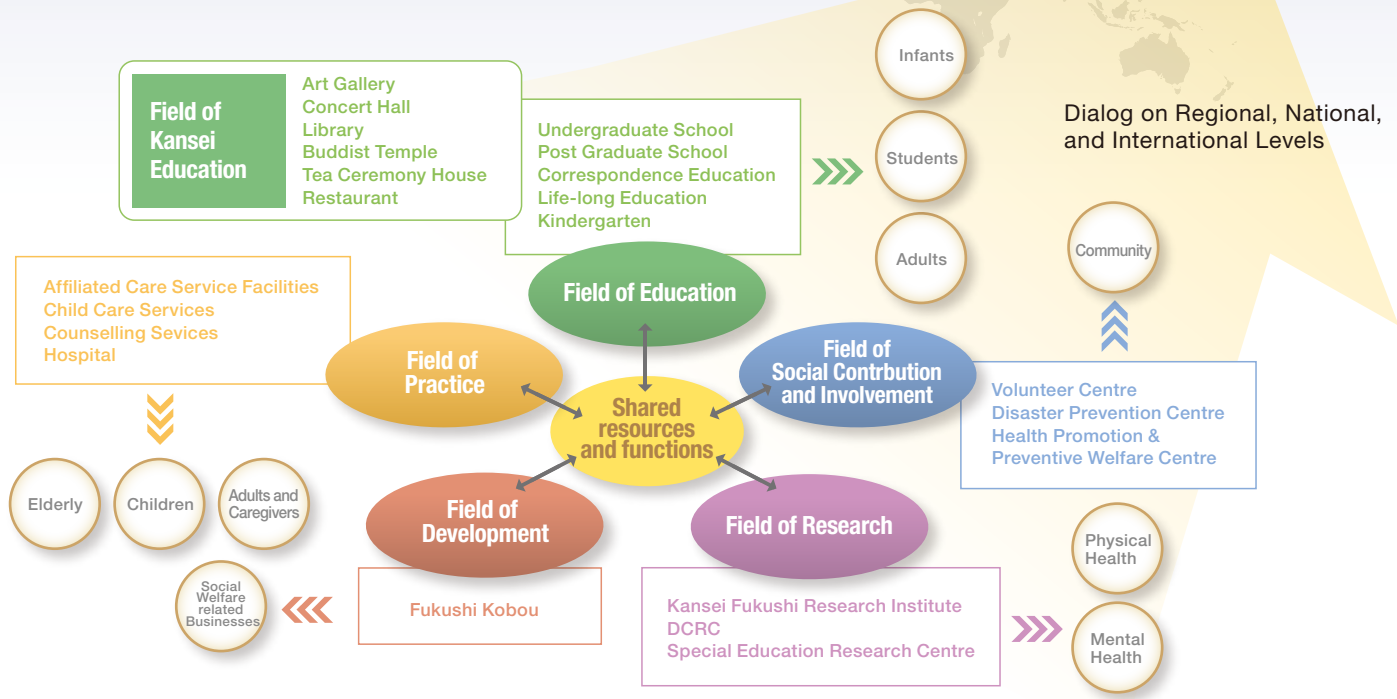 Field of
Kansei
Education
Art Gallery
Concert Hall
Library
Buddist Temple
Tea Ceremony House
Restaurant
Undergraduate School
Post Graduate School
Correspondence Education
Life-long Education
Kindergarten
Infants
Students
Adults
Dialog on Regional, National,
and International Levels
Community
Field of Education
Affiliated Care Service Facilities
Child Care Services
Counselling Sevices
Hospital
Field of
Practice
Field of
Social Contrbution
and Involvement
Shared
resources
and functions
Volunteer Centre
Disaster Prevention Centre
Health Promotion &
Preventive Welfare Centre
Elderly
Children
Adults and
Caregivers
Field of
Development
Field of Research
Social
Welfare
related
Businesses
Fukushi Kobou
Kansei Fukushi Research Institute
DCRC
Special Education Research Centre
Physical
Health
Mental
Health